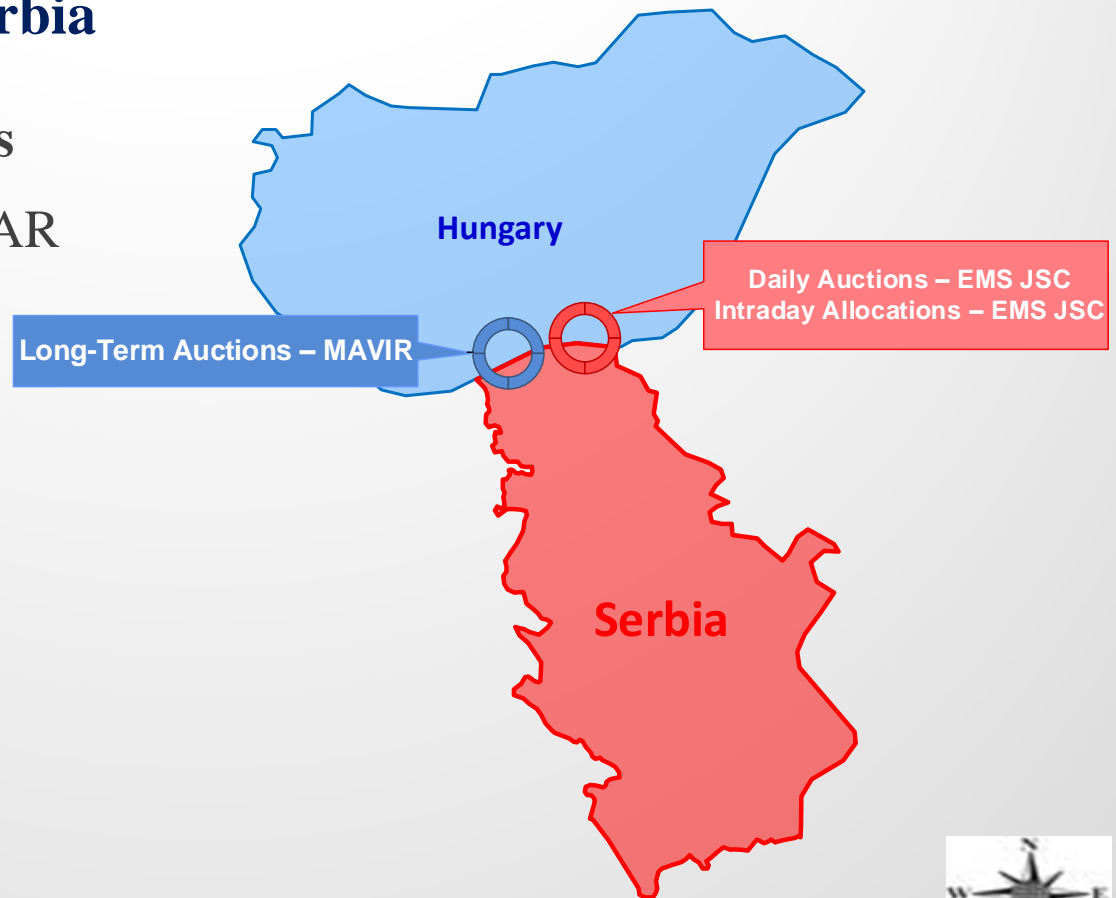 rbia
s
AR
Hungary
Daily Auctions – EMS JSC
Intraday Allocations – EMS JSC
Long-Term Auctions – MAVIR
Serbia
N
W
E